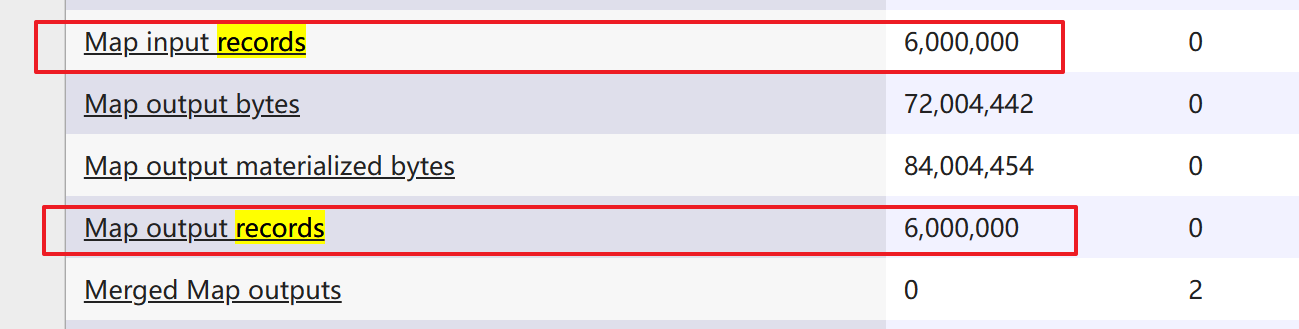 Map input records 6,000,000 0
Map output bytes 72,004,442 0
Map output materialized bytes 84,004,454 0
Map output records 6,000,000 0
Merged Map outputs 0 2